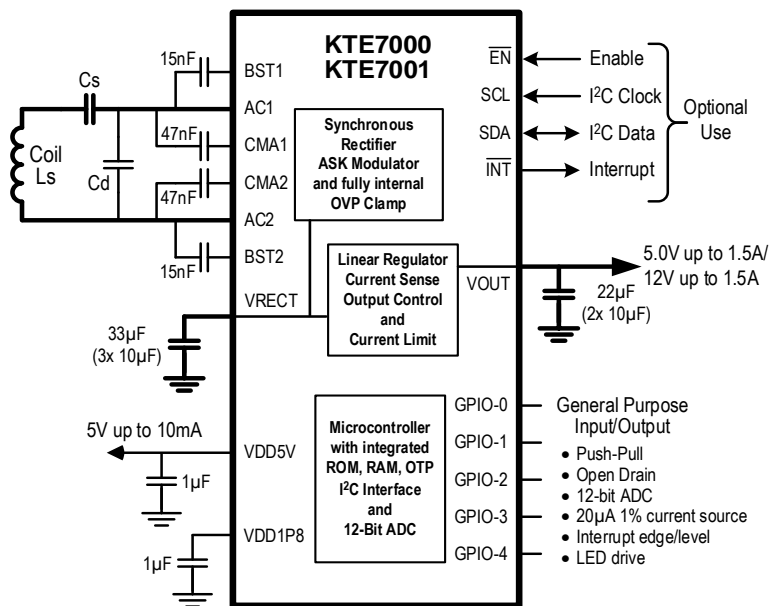 KTE7000
KTE7001
15nF
BST1
Cs
AC1
47nF
CMA1
Coil
Ls
Cd
CMA2
47nF
AC2
BST2
15nF
VRECT
33µF
(3x 10µF)
5V up to 10mA
VDD5V
1µF
VDD1P8
1µF
Synchronous
Rectifier
ASK Modulator
and fully internal
OVP Clamp
Linear Regulator
Current Sense
Output Control
and
Current Limit
Microcontroller
with integrated
ROM, RAM, OTP
I²C Interface
and
12-Bit ADC
EN
Enable
SCL
I²C Clock
SDA
I²C Data
INT
Interrupt
Optional
Use
VOUT
5.0V up to 1.5A/
12V up to 1.5A
22µF
(2x 10µF)
GPIO-0
GPIO-1
GPIO-2
GPIO-3
GPIO-4
General Purpose
Input/Output
• Push-Pull
• Open Drain
• 12-bit ADC
• 20µA 1% current source
• Interrupt edge/level
• LED drive